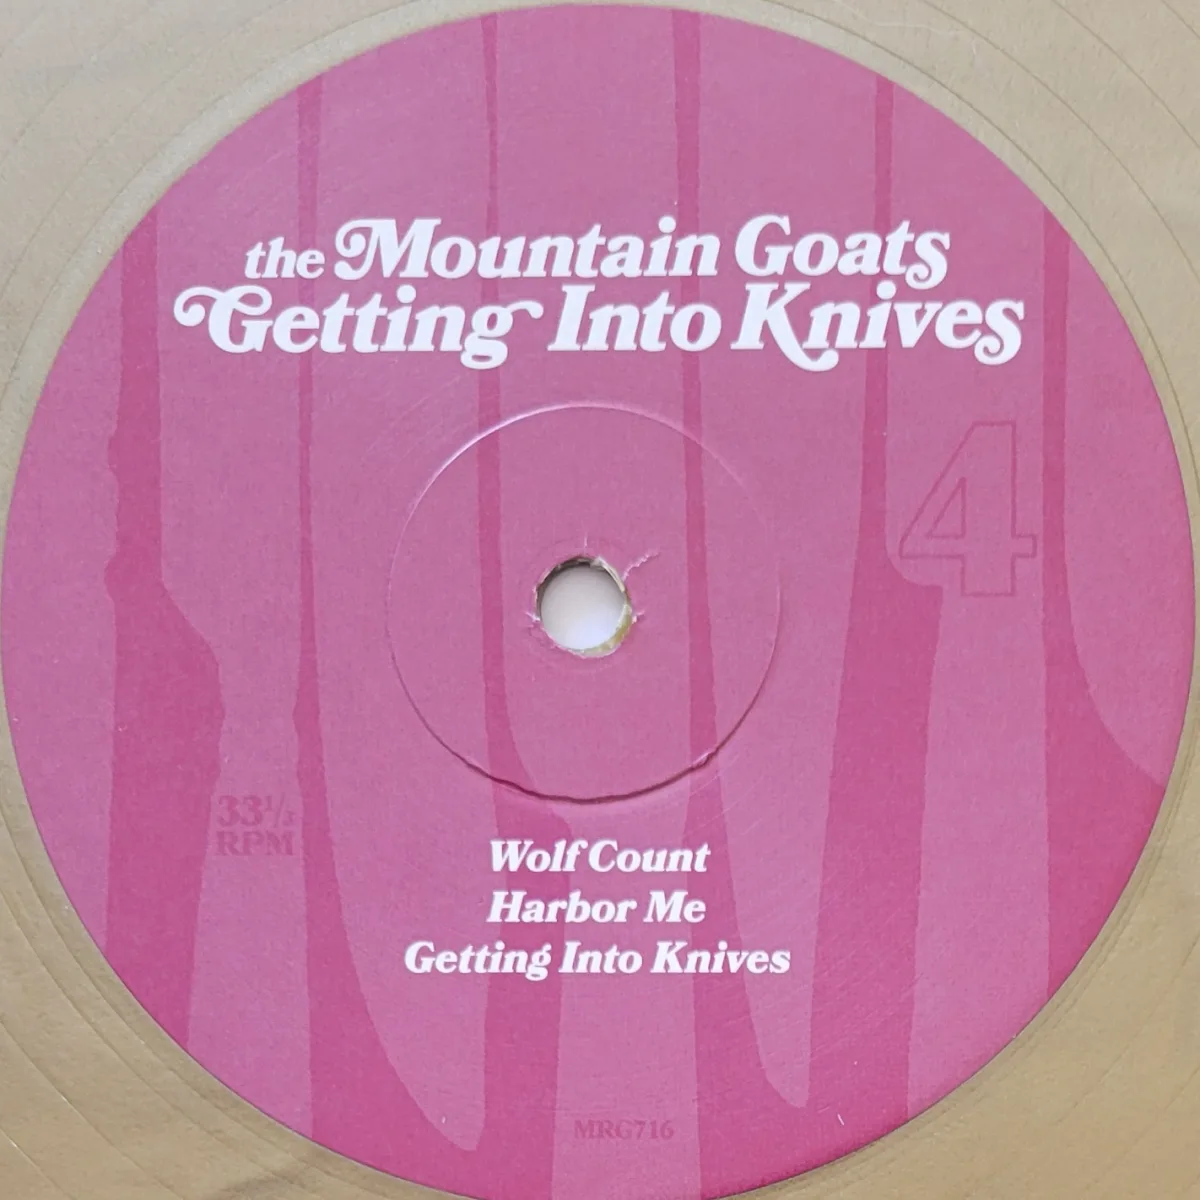 the Mountain Goats
Getting Into Knives
4
33⅓
RPM
Wolf Count
Harbor Me
Getting Into Knives
MRG716